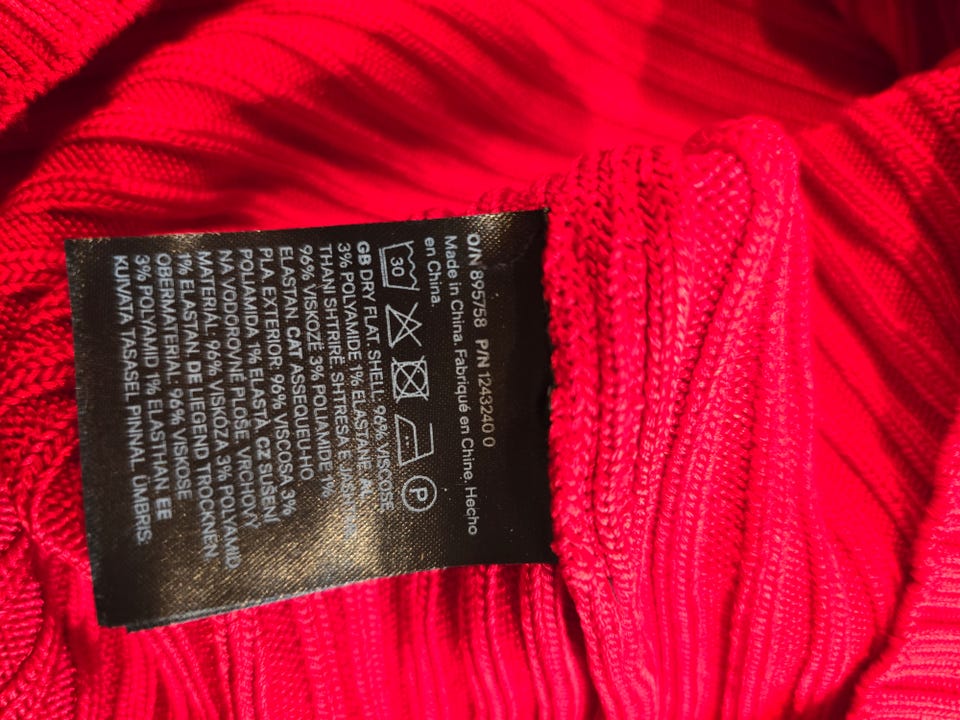 O/N 895758 P/N 1243240 0
Made in China. Fabriqué en Chine. Hecho
en China.
30
P
GB DRY FLAT. SHELL: 96% VISCOSE
3% POLYAMIDE 1% ELASTANE AL
THANI SHTRIRË. SHTRESA E JASHTME:
96% VISKOZË 3% POLIAMIDE 1%
ELASTAN. CAT ASSEQUEU-HO
PLA. EXTERIOR: 96% VISCOSA 3%
POLIAMIDA 1% ELASTÀ CZ SUŠENÍ
NA VODOROVNÉ PLOŠE. VRCHOVÝ
MATERIÁL: 96% VISKÓZA 3% POLYAMID
1% ELASTAN DE LIEGEND TROCKNEN.
OBERMATERIAL: 96% VISKOSE
3% POLYAMID 1% ELASTHAN EE
KUIVATA TASASEL PINNAL ÜMBRIS: